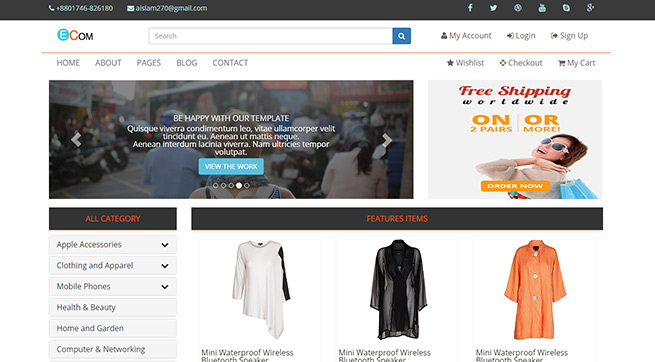 +8801746-826180
aislam270@gmail.com
ECOM
Search
My Account
Login
Sign Up
HOME
ABOUT
PAGES
BLOG
CONTACT
Wishlist
Checkout
My Cart
BE HAPPY WITH OUR TEMPLATE
Quisque viverra condimentum leo, vitae ullamcorper velit
tincidunt eu. Aenean ut mattis neque.
Aenean interdum lacinia viverra. Nam ultricies tempor
volutpat.
VIEW THE WORK
Free Shipping
worldwide
ON OR
2 PAIRS MORE!
ORDER NOW
ALL CATEGORY
FEATURES ITEMS
Apple Accessories
Clothing and Apparel
Mobile Phones
Health & Beauty
Home and Garden
Computer & Networking
Mini Waterproof Wireless
Bluetooth Speaker
Mini Waterproof Wireless
Bluetooth Speaker
Mini Waterproof Wireless
Bluetooth Speaker